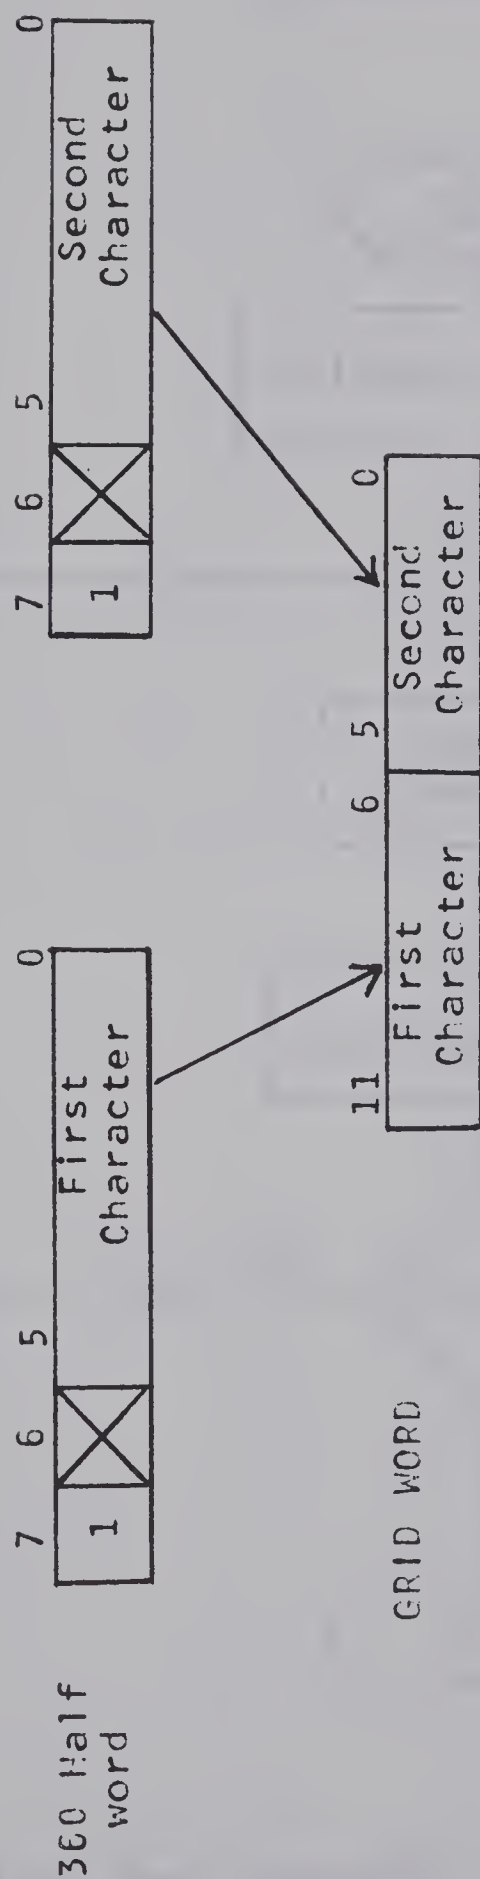 7 6 5 0 7 6 5 0
360 Half word
1
First
Character
1
Second
Character
11 6 5 0
GRID WORD
First
Character
Second
Character